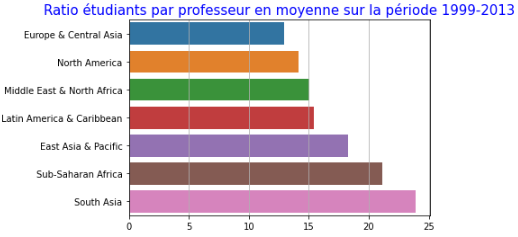 Ratio étudiants par professeur en moyenne sur la période 1999-2013
Europe & Central Asia
North America
Middle East & North Africa
Latin America & Caribbean
East Asia & Pacific
Sub-Saharan Africa
South Asia
0 5 10 15 20 25